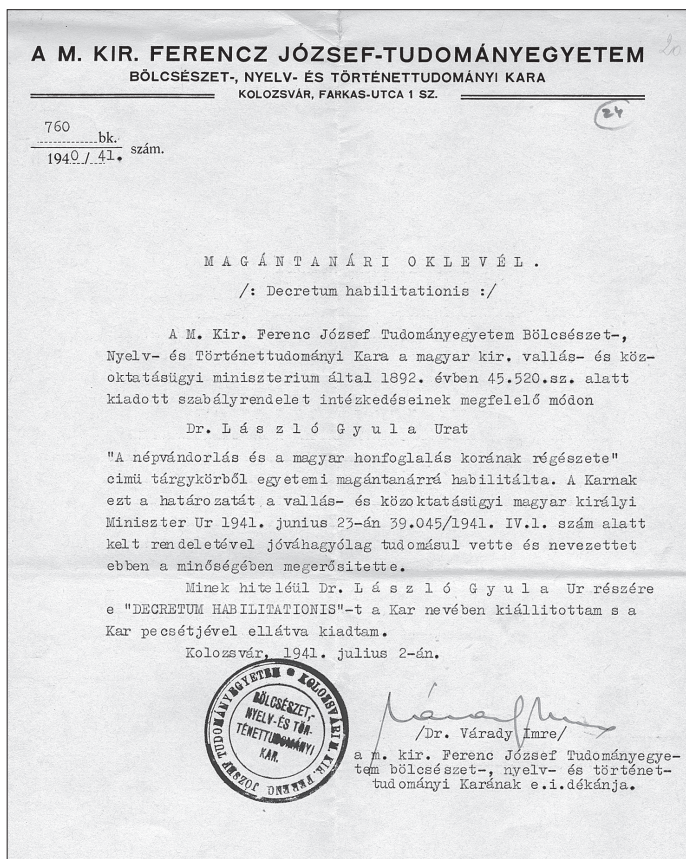 A M. KIR. FERENCZ JÓZSEF-TUDOMÁNYEGYETEM
BÖLCSÉSZET-, NYELV- ÉS TÖRTÉNETTUDOMÁNYI KARA
KOLOZSVÁR, FARKAS-UTCA 1 SZ.
20
24
760 bk.
1940/41. szám.
MAGÁNTANÁRI OKLEVÉL.
/: Decretum habilitationis :/
A M. Kir. Ferenc József Tudományegyetem Bölcsészet-,
Nyelv- és Történettudományi Kara a magyar kir. vallás- és köz-
oktatásügyi miniszterium által 1892. évben 45.520.sz. alatt
kiadott szabályrendelet intézkedéseinek megfelelő módon
Dr. László Gyula Urat
"A népvándorlás és a magyar honfoglalás korának régészete"
cimü tárgykörből egyetemi magántanárrá habilitálta. A Karnak
ezt a határozatát a vallás- és közoktatásügyi magyar királyi
Miniszter Ur 1941. junius 23-án 39.045/1941. IV.1. szám alatt
kelt rendeletével jóváhagyólag tudomásul vette és nevezettet
ebben a minőségében megerősitette.
Minek hiteléül Dr. László Gyula Ur részére
e "DECRETUM HABILITATIONIS"-t a Kar nevében kiállitottam s a
Kar pecsétjével ellátva kiadtam.
Kolozsvár, 1941. julius 2-án.
KOLOZSVÁRI M. KIR. FERENC JÓZSEF TUDOMÁNYEGYETEM
BÖLCSÉSZET-,
NYELV-ÉS TÖR-
TÉNETTUDOMÁNYI
KAR.
/Dr. Várady Imre/
a m. kir. Ferenc József Tudományegye-
tem bölcsészet-, nyelv- és történet-
tudományi Karának e.i.dékánja.